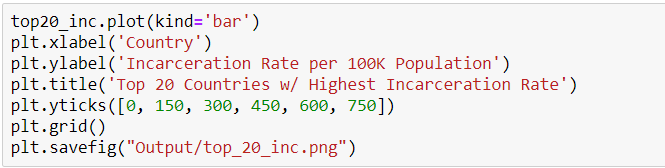 top20_inc.plot(kind='bar')
plt.xlabel('Country')
plt.ylabel('Incarceration Rate per 100K Population')
plt.title('Top 20 Countries w/ Highest Incarceration Rate')
plt.yticks([0, 150, 300, 450, 600, 750])
plt.grid()
plt.savefig("Output/top_20_inc.png")